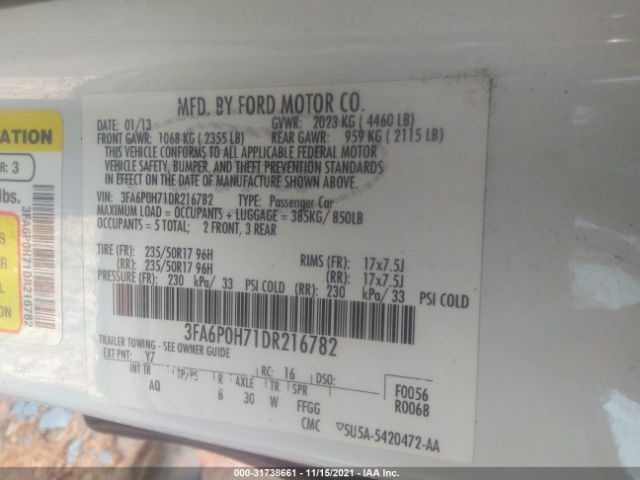 MFD. BY FORD MOTOR CO.
DATE: 01/13 GVWR: 2023 KG ( 4460 LB)
FRONT GAWR: 1068 KG ( 2355 LB) REAR GAWR: 959 KG ( 2115 LB)
THIS VEHICLE CONFORMS TO ALL APPLICABLE FEDERAL MOTOR
VEHICLE SAFETY, BUMPER, AND THEFT PREVENTION STANDARDS
IN EFFECT ON THE DATE OF MANUFACTURE SHOWN ABOVE.
VIN: 3FA6P0H71DR216782 TYPE: Passenger Car
MAXIMUM LOAD = OCCUPANTS + LUGGAGE = 385KG/ 850LB
OCCUPANTS = 5 TOTAL; 2 FRONT, 3 REAR
TIRE (FR): 235/50R17 96H RIMS (FR): 17x7.5J
(RR): 235/50R17 96H (RR): 17x7.5J
PRESSURE (FR): 230 kPa/ 33 PSI COLD (RR): 230 kPa/ 33 PSI COLD
3FA6P0H71DR216782
TRAILER TOWING - SEE OWNER GUIDE
EXT PNT: Y7 RC: 16 DSO: F0056
INT TR TP/PS R AXLE TR SPR R0068
AQ 8 30 W FFGG
CMC ▽5U5A-5420472-AA
ATION
R: 3
lbs.
3FA6P0H71DR216782
000-31738661 - 11/15/2021 - IAA Inc.